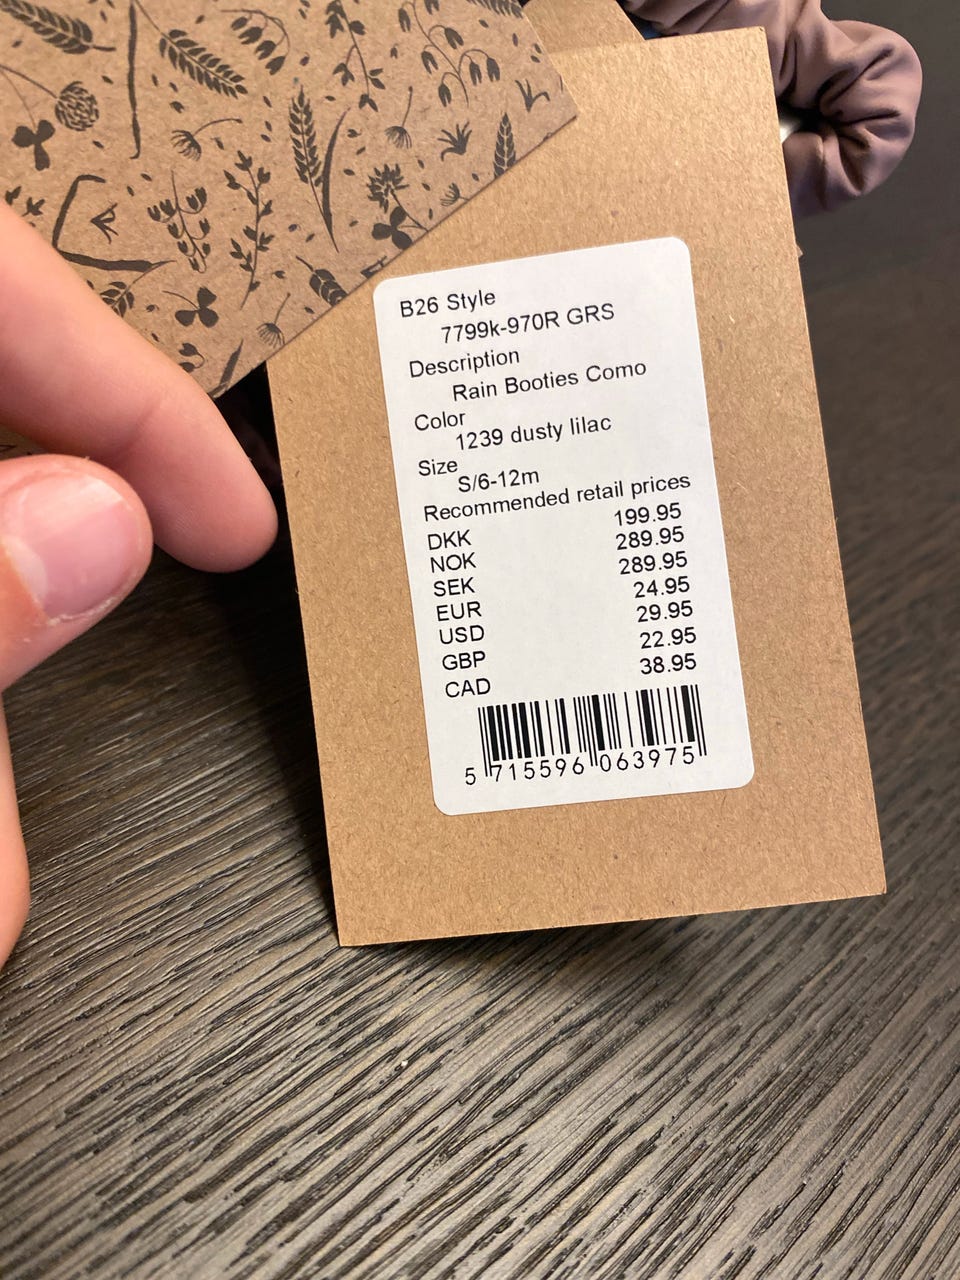 B26 Style
7799k-970R GRS
Description
Rain Booties Como
Color
1239 dusty lilac
Size
S/6-12m
Recommended retail prices
DKK 199.95
NOK 289.95
SEK 289.95
EUR 24.95
USD 29.95
GBP 22.95
CAD 38.95
5 715596 063975